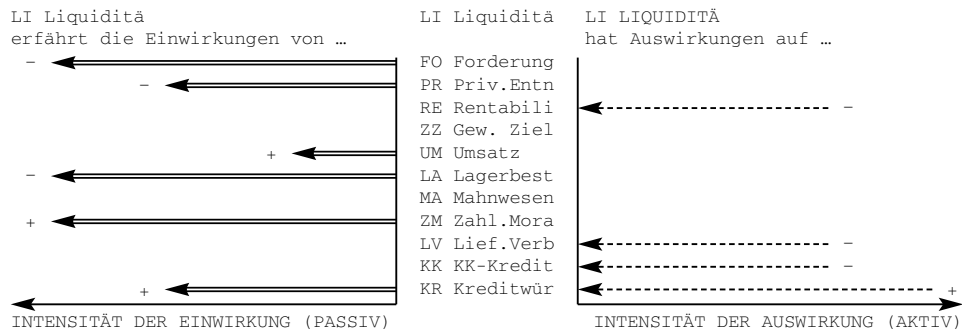 LI Liquiditä LI Liquiditä LI LIQUIDITÄ
erfährt die Einwirkungen von … hat Auswirkungen auf …
– FO Forderung
– PR Priv.Entn
RE Rentabili –
ZZ Gew. Ziel
+ UM Umsatz
– LA Lagerbest
MA Mahnwesen
+ ZM Zahl.Mora
LV Lief.Verb –
KK KK-Kredit –
+ KR Kreditwür +
INTENSITÄT DER EINWIRKUNG (PASSIV) INTENSITÄT DER AUSWIRKUNG (AKTIV)